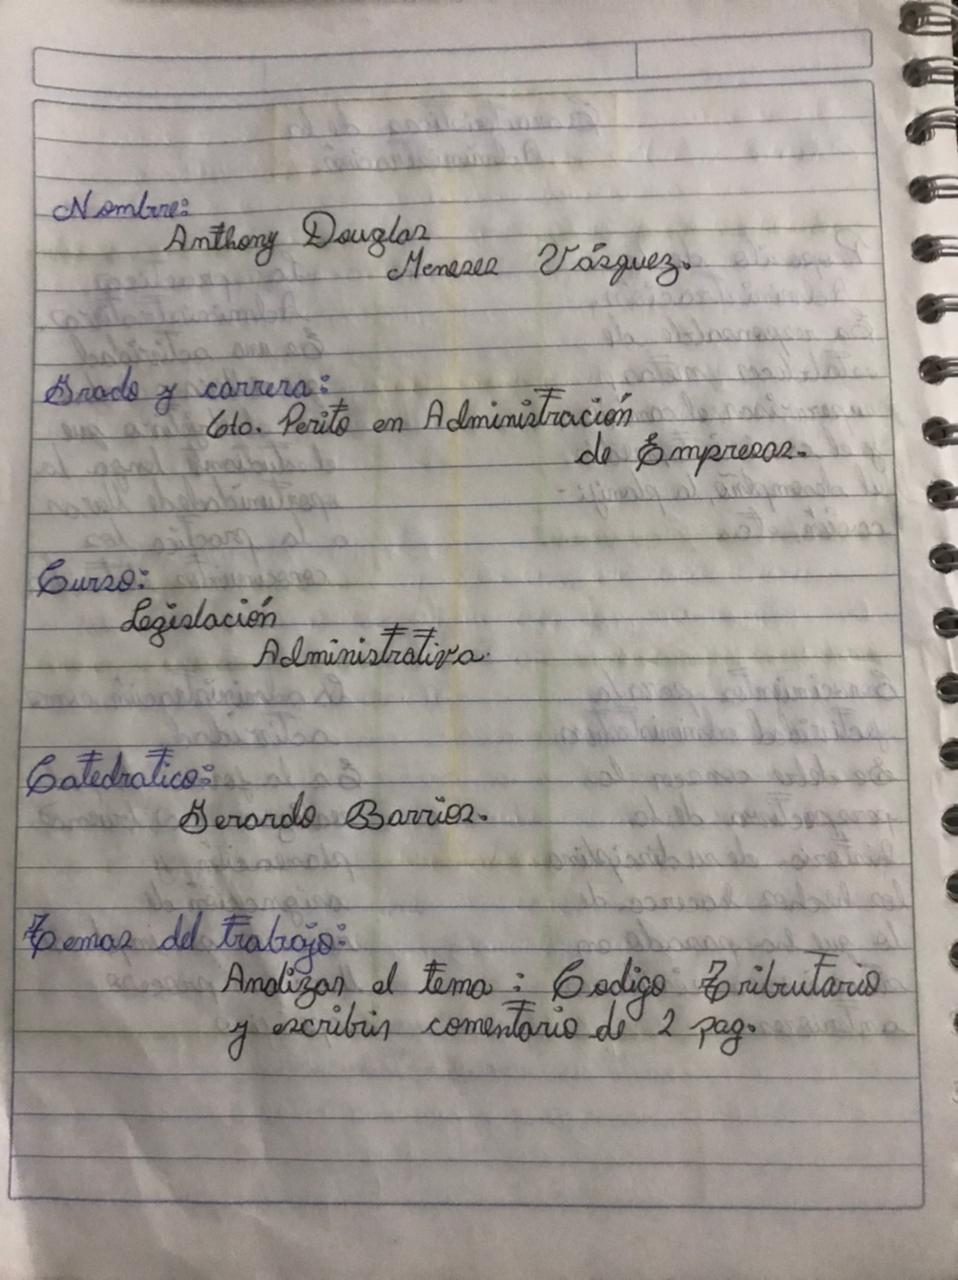 Nombre:
Anthony Douglas
Meneses Vásquez.
Grado y carrera:
6to. Perito en Administración
de Empresas.
Curso:
Legislación
Administrativa.
Catedratico:
Gerardo Barrios.
Temas del trabajo:
Analizar el tema: Codigo Tributario
y escribir comentario de 2 pag.